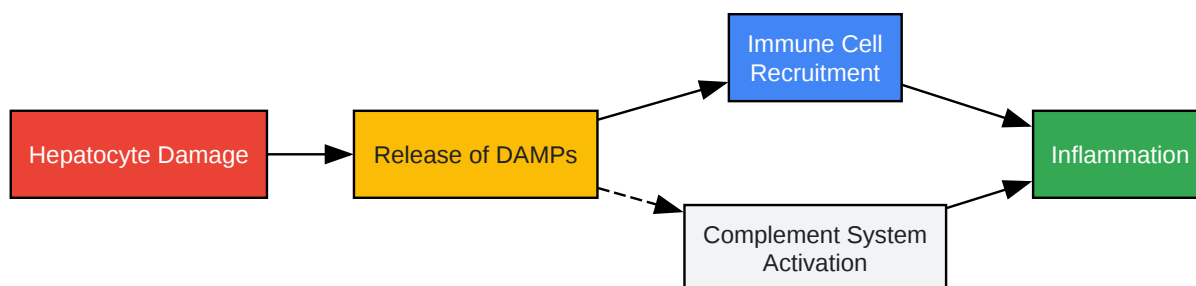 Immune Cell
Recruitment
Hepatocyte Damage
Release of DAMPs
Inflammation
Complement System
Activation